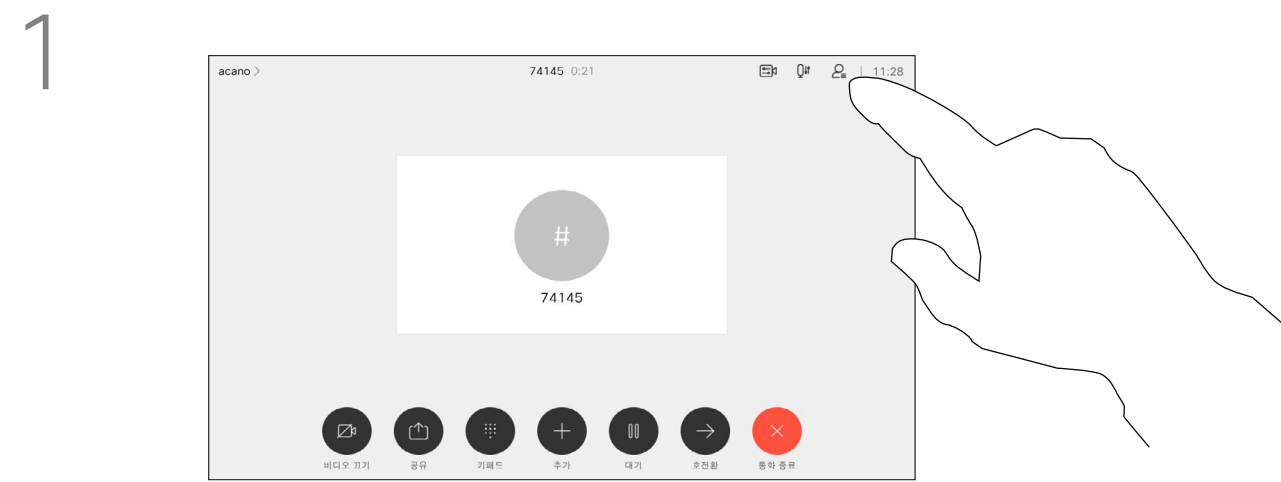 1
acano >
74145 0:21
11:28
#
74145
비디오 끄기
공유
키패드
추가
대기
호전환
통화 종료